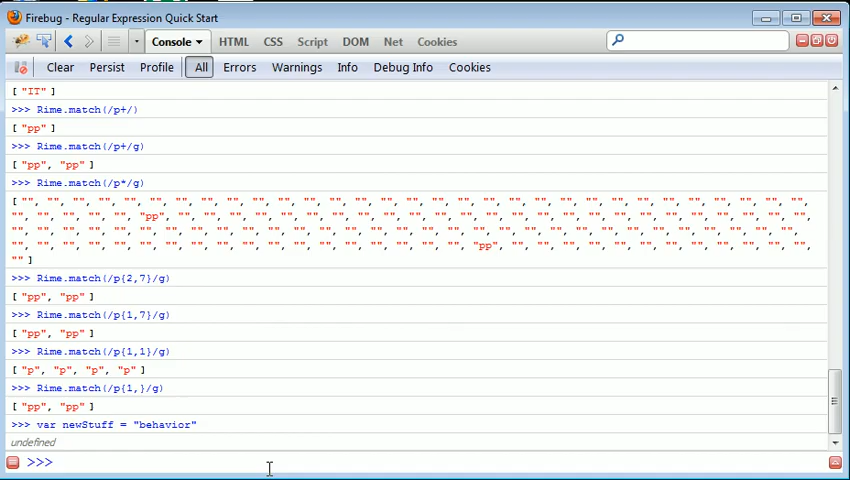 Firebug - Regular Expression Quick Start
Console HTML CSS Script DOM Net Cookies
Clear Persist Profile All Errors Warnings Info Debug Info Cookies
["IT"]
>>> Rime.match(/p+/)
["pp"]
>>> Rime.match(/p+/g)
["pp", "pp"]
>>> Rime.match(/p*/g)
["", "", "", "", "", "", "", "", "", "", "", "", "", "", "", "", "", "", "", "", "", "", "", "", "", "", "", "", "", "", "",
"", "", "", "", "", "pp", "", "", "", "", "", "", "", "", "", "", "", "", "", "", "", "", "", "", "", "", "", "", "", "", "",
"", "", "", "", "", "", "", "", "", "", "", "", "", "", "", "", "", "", "", "", "", "", "", "", "", "", "", "", "", "",
"", "", "", "", "", "", "", "", "", "", "", "", "", "", "", "", "", "", "pp", "", "", "", "", "", "", "", "", "", "", "", "",
""]
>>> Rime.match(/p{2,7}/g)
["pp", "pp"]
>>> Rime.match(/p{1,7}/g)
["pp", "pp"]
>>> Rime.match(/p{1,1}/g)
["p", "p", "p", "p"]
>>> Rime.match(/p{1,}/g)
["pp", "pp"]
>>> var newStuff = "behavior"
undefined
>>>